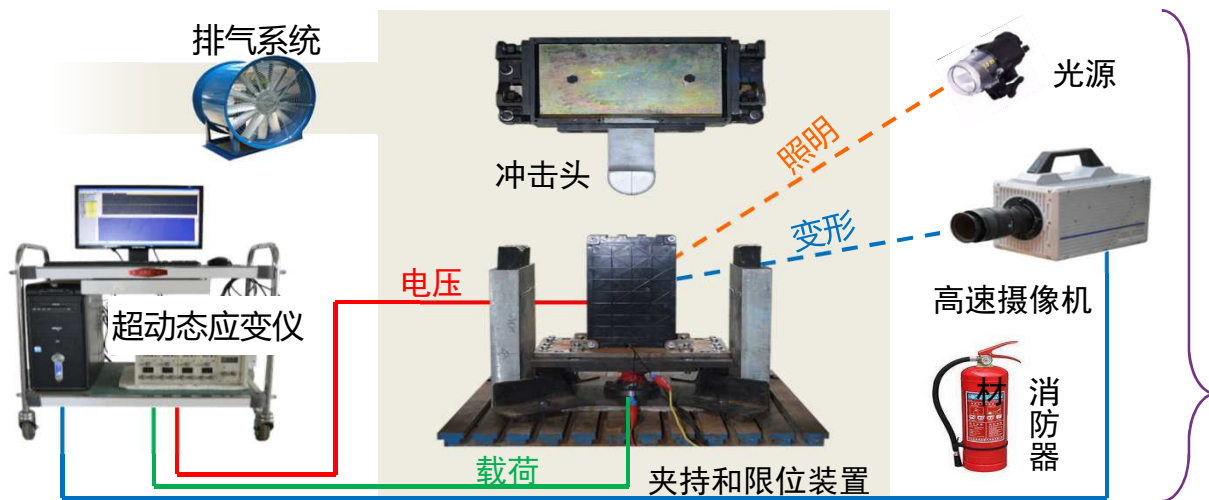 排气系统
光源
照明
冲击头
变形
电压
高速摄像机
超动态应变仪
消防器
材
载荷
夹持和限位装置